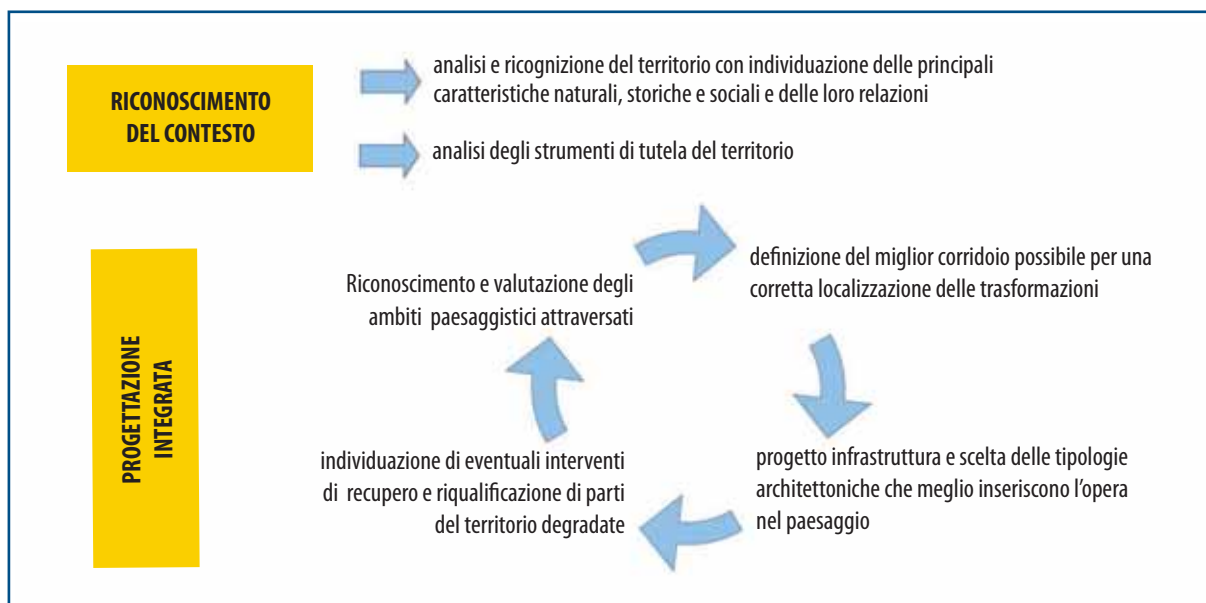 RICONOSCIMENTO
DEL CONTESTO
analisi e ricognizione del territorio con individuazione delle principali
caratteristiche naturali, storiche e sociali e delle loro relazioni
analisi degli strumenti di tutela del territorio
PROGETTAZIONE
INTEGRATA
Riconoscimento e valutazione degli
ambiti paesaggistici attraversati
definizione del miglior corridoio possibile per una
corretta localizzazione delle trasformazioni
progetto infrastruttura e scelta delle tipologie
architettoniche che meglio inseriscono l’opera
nel paesaggio
individuazione di eventuali interventi
di recupero e riqualificazione di parti
del territorio degradate